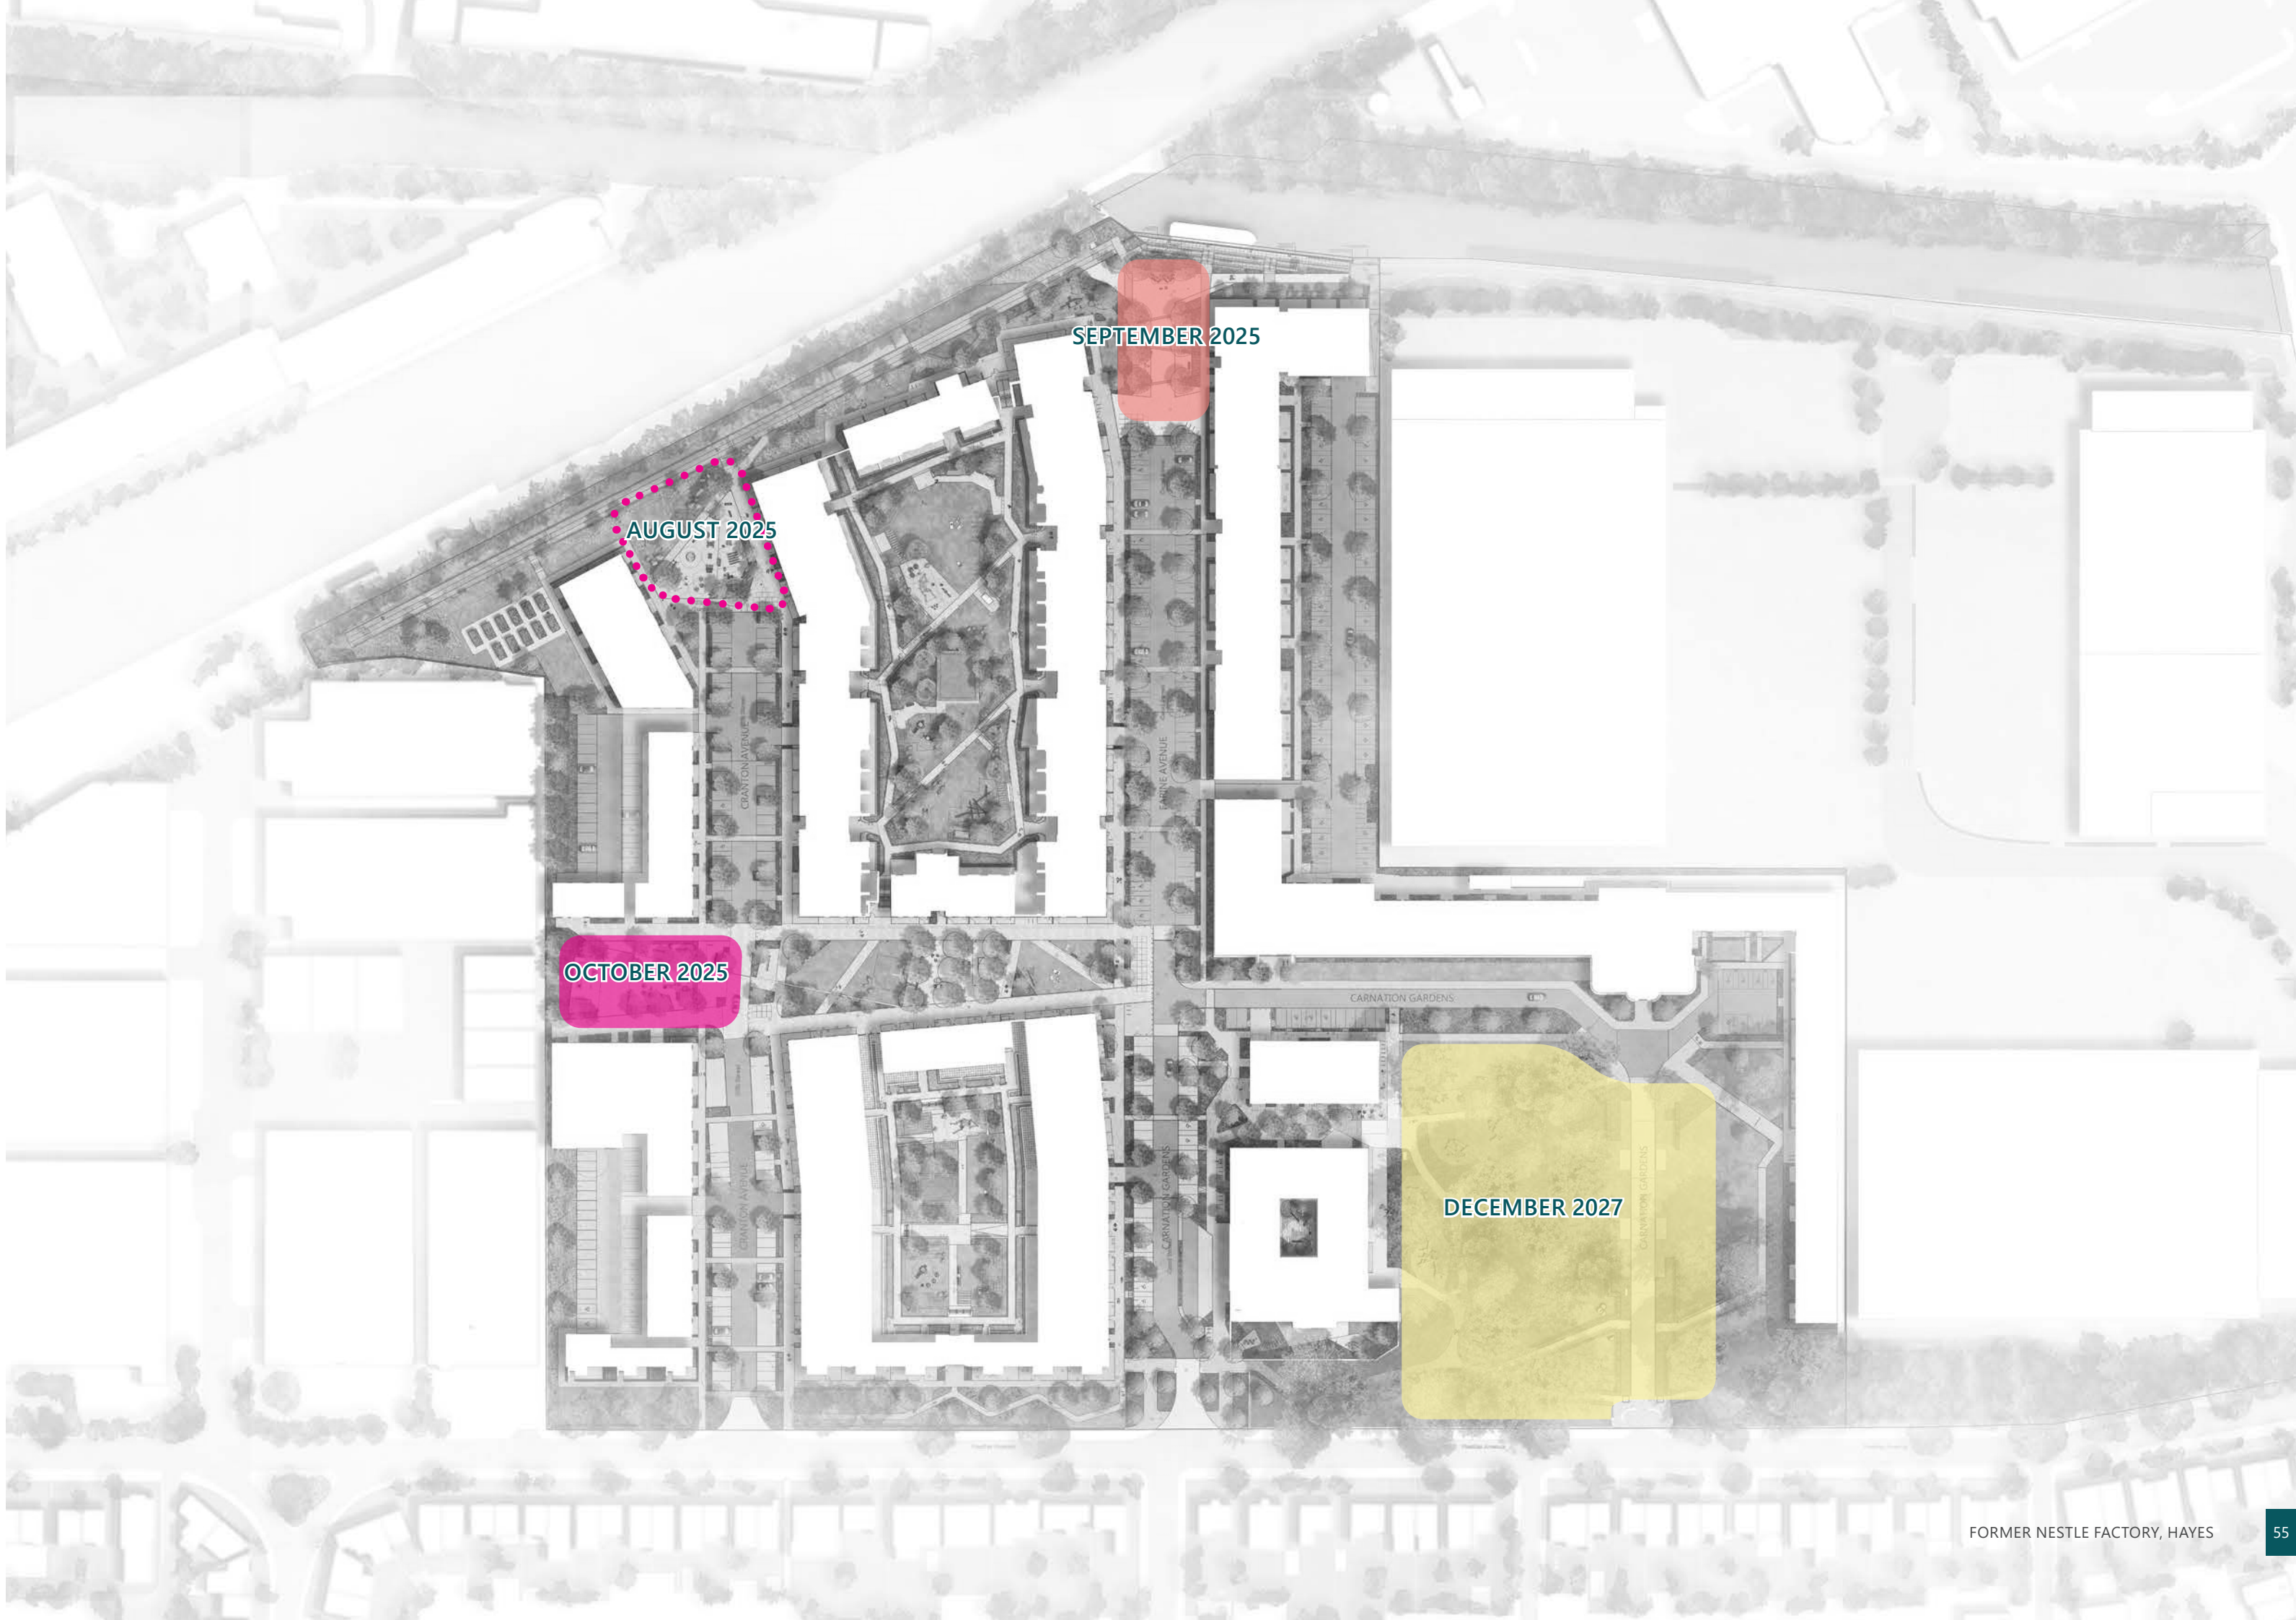 SEPTEMBER 2025
AUGUST 2025
CRANTON AVENUE
AVENUE
OCTOBER 2025
CARNATION GARDENS
CARNATION GARDENS
CARNATION GARDENS
CRANTON AVENUE
DECEMBER 2027
FORMER NESTLE FACTORY, HAYES
55